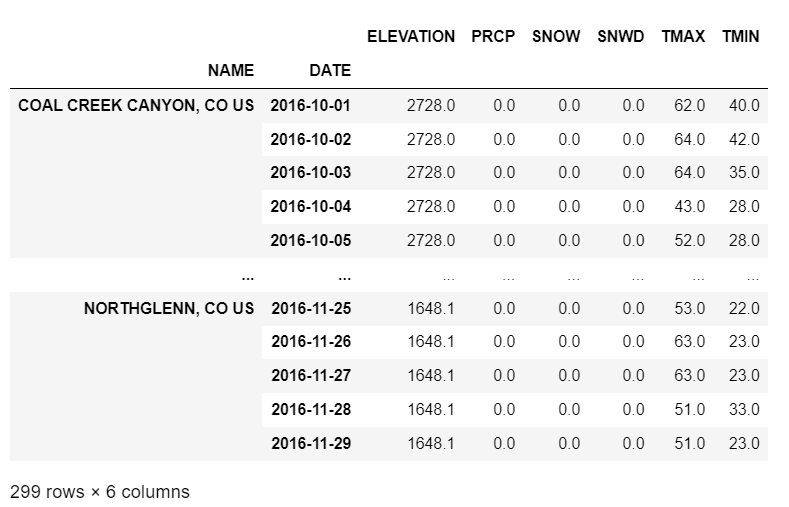 ELEVATION PRCP SNOW SNWD TMAX TMIN
NAME DATE
COAL CREEK CANYON, CO US 2016-10-01 2728.0 0.0 0.0 0.0 62.0 40.0
2016-10-02 2728.0 0.0 0.0 0.0 64.0 42.0
2016-10-03 2728.0 0.0 0.0 0.0 64.0 35.0
2016-10-04 2728.0 0.0 0.0 0.0 43.0 28.0
2016-10-05 2728.0 0.0 0.0 0.0 52.0 28.0
... ... ... ... ... ... ... ...
NORTHGLENN, CO US 2016-11-25 1648.1 0.0 0.0 0.0 53.0 22.0
2016-11-26 1648.1 0.0 0.0 0.0 63.0 23.0
2016-11-27 1648.1 0.0 0.0 0.0 63.0 23.0
2016-11-28 1648.1 0.0 0.0 0.0 51.0 33.0
2016-11-29 1648.1 0.0 0.0 0.0 51.0 23.0
299 rows × 6 columns